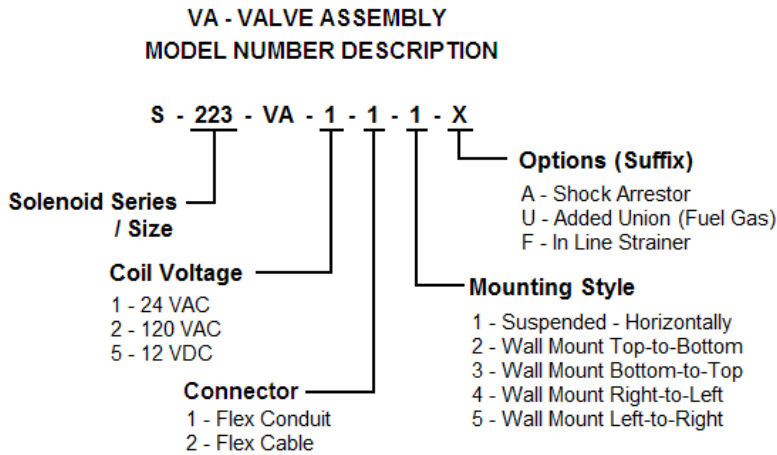 VA - VALVE ASSEMBLY
MODEL NUMBER DESCRIPTION
S - 223 - VA - 1 - 1 - 1 - X
Options (Suffix)
A - Shock Arrestor
U - Added Union (Fuel Gas)
F - In Line Strainer
Solenoid Series
/ Size
Coil Voltage
1 - 24 VAC
2 - 120 VAC
5 - 12 VDC
Mounting Style
1 - Suspended - Horizontally
2 - Wall Mount Top-to-Bottom
3 - Wall Mount Bottom-to-Top
4 - Wall Mount Right-to-Left
5 - Wall Mount Left-to-Right
Connector
1 - Flex Conduit
2 - Flex Cable